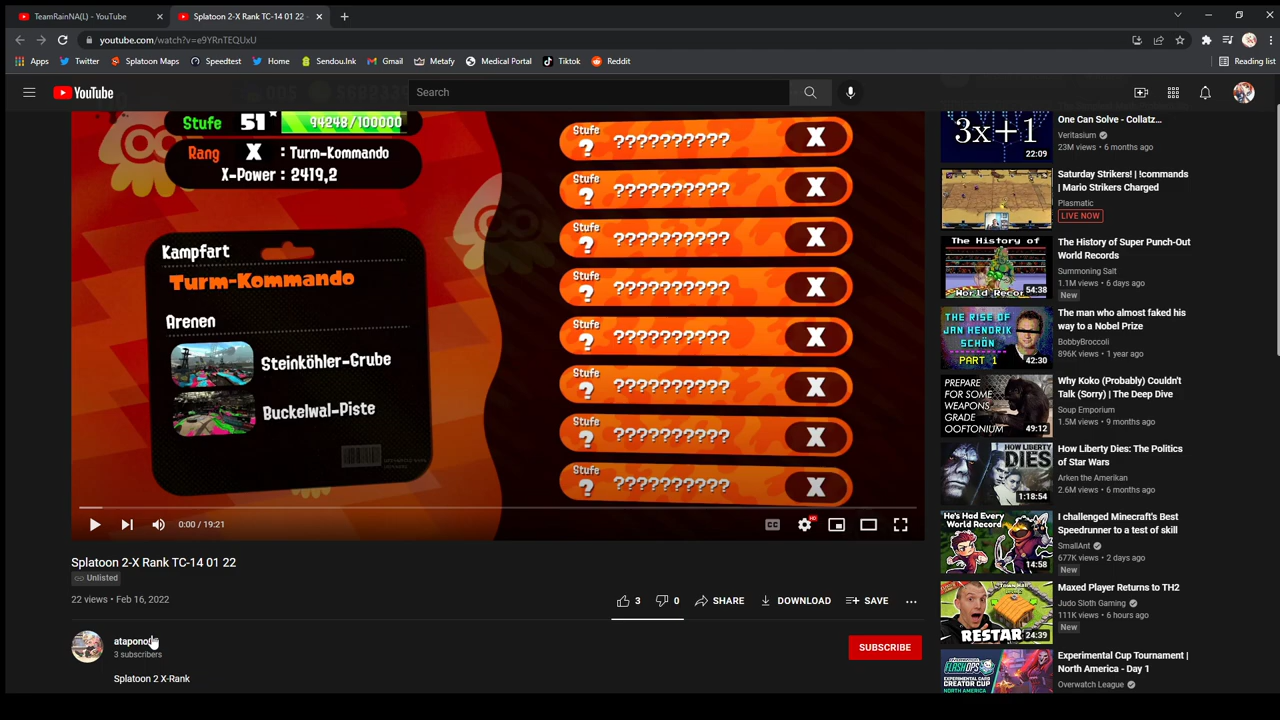 TeamRainNA(L) - YouTube
Splatoon 2-X Rank TC-14 01 22
youtube.com/watch?v=e9YRnTEQUxU
Apps Twitter Splatoon Maps Speedtest Home Sendou.Ink Gmail Metafy Medical Portal Tiktok Reddit Reading list
YouTube
Search
Stufe 51 94248/100000
Rang X : Turm-Kommando
X-Power : 2419,2
Kampfart
Turm-Kommando
Arenen
Steinköhler-Grube
Buckelwal-Piste
Stufe ? ?????????? X
Stufe ? ?????????? X
Stufe ? ?????????? X
Stufe ? ?????????? X
Stufe ? ?????????? X
Stufe ? ?????????? X
Stufe ? ?????????? X
Stufe ? ?????????? X
0:00 / 19:21
CC
HD
Splatoon 2-X Rank TC-14 01 22
Unlisted
22 views • Feb 16, 2022
3 0 SHARE DOWNLOAD SAVE
3 subscribers
SUBSCRIBE
Splatoon 2 X-Rank
3x+1
22:09
One Can Solve - Collatz...
Veritasium
23M views • 6 months ago
Saturday Strikers! | !commands
| Mario Strikers Charged
Plasmatic
LIVE NOW
The History of
World Recor
54:38
The History of Super Punch-Out
World Records
Summoning Salt
1.1M views • 6 days ago
New
THE RISE OF
JAN HENDRIK
SCHÖN
PART 1
42:30
The man who almost faked his
way to a Nobel Prize
BobbyBroccoli
896K views • 1 year ago
PREPARE
FOR SOME
WEAPONS
GRADE
OOFTONIUM
49:12
Why Koko (Probably) Couldn't
Talk (Sorry) | The Deep Dive
Soup Emporium
1.5M views • 9 months ago
HOW LIBERTY
DIES
1:18:54
How Liberty Dies: The Politics
of Star Wars
Arken the Amerikan
2.6M views • 6 months ago
He's Had Every
World Record
14:58
I challenged Minecraft's Best
Speedrunner to a test of skill
SmallAnt
677K views • 2 days ago
New
RESTAR
24:39
Maxed Player Returns to TH2
Judo Sloth Gaming
111K views • 6 hours ago
New
FLASHOPS
EXPERIMENTAL CARD
CREATOR CUP
NORTH AMERICA
Experimental Cup Tournament |
North America - Day 1
Overwatch League